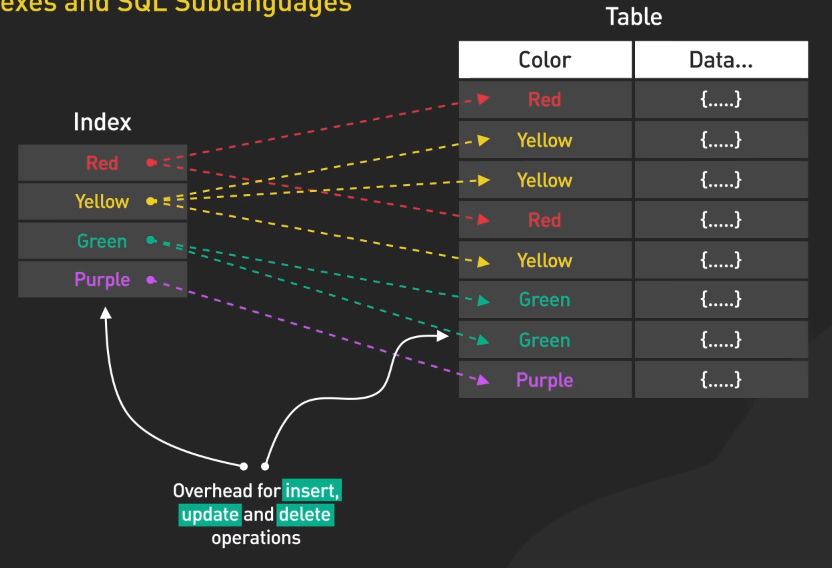 exes and SQL Sublanguages
Table
Color Data...
Red {.....}
Yellow {.....}
Yellow {.....}
Red {.....}
Yellow {.....}
Green {.....}
Green {.....}
Purple {.....}
Index
Red
Yellow
Green
Purple
Overhead for insert,
update and delete
operations